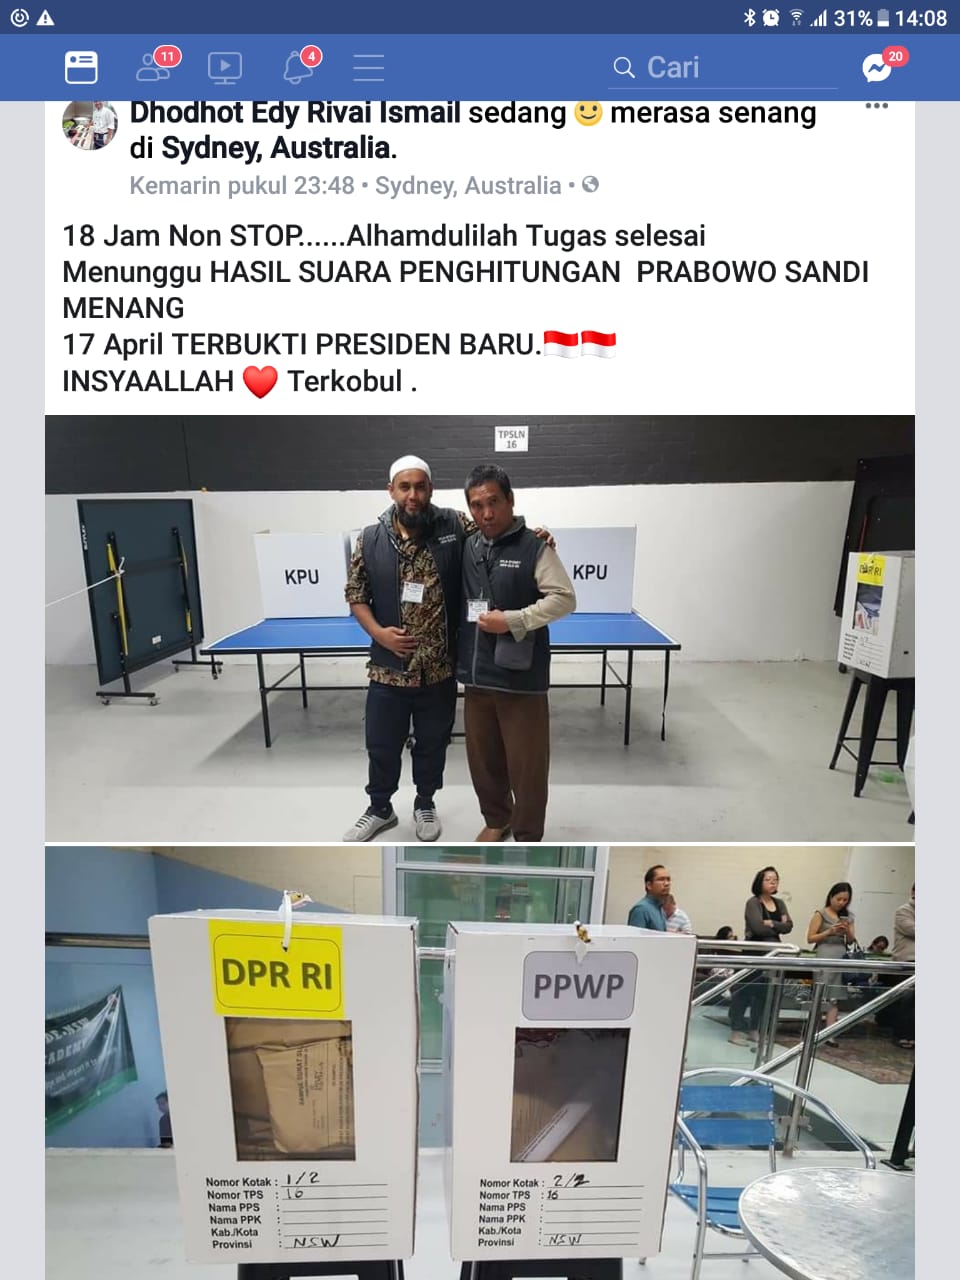 31% 14:08
11
4
Cari
20
Dhodhot Edy Rivai Ismail sedang 🙂 merasa senang
di Sydney, Australia.
Kemarin pukul 23:48 • Sydney, Australia •
18 Jam Non STOP......Alhamdulilah Tugas selesai
Menunggu HASIL SUARA PENGHITUNGAN PRABOWO SANDI
MENANG
17 April TERBUKTI PRESIDEN BARU.🇮🇩🇮🇩
INSYAALLAH ❤️ Terkobul .
TPSLN
16
KPU
KPU
DPR RI
DPR RI
Nomor Kotak : 1/2
Nomor TPS : 16
Nama PPS :
Nama PPK :
Kab./Kota :
Provinsi : NSW
PPWP
Nomor Kotak : 2/2
Nomor TPS : 16
Nama PPS :
Nama PPK :
Kab./Kota :
Provinsi : NSW